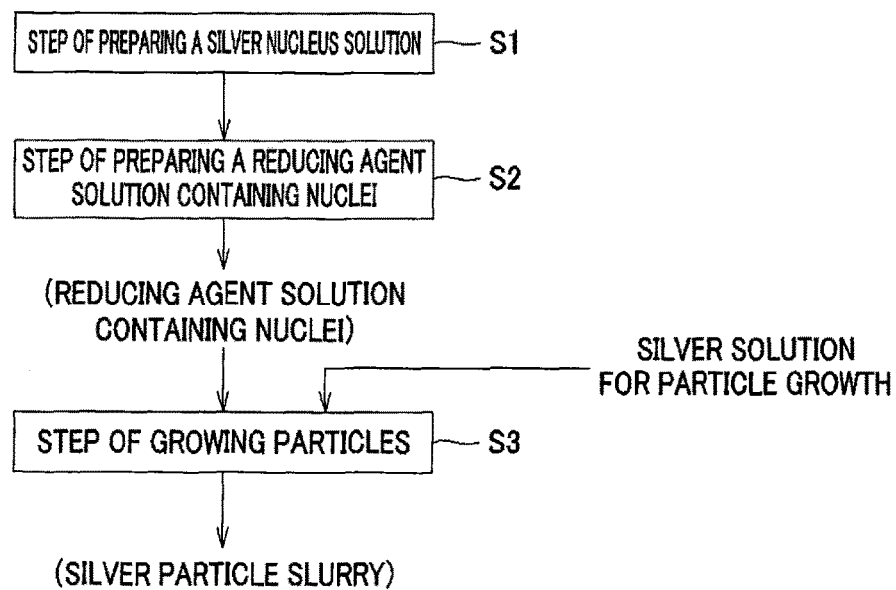 STEP OF PREPARING A SILVER NUCLEUS SOLUTION
S1
STEP OF PREPARING A REDUCING AGENT
SOLUTION CONTAINING NUCLEI
S2
(REDUCING AGENT SOLUTION
CONTAINING NUCLEI)
SILVER SOLUTION
FOR PARTICLE GROWTH
STEP OF GROWING PARTICLES
S3
(SILVER PARTICLE SLURRY)